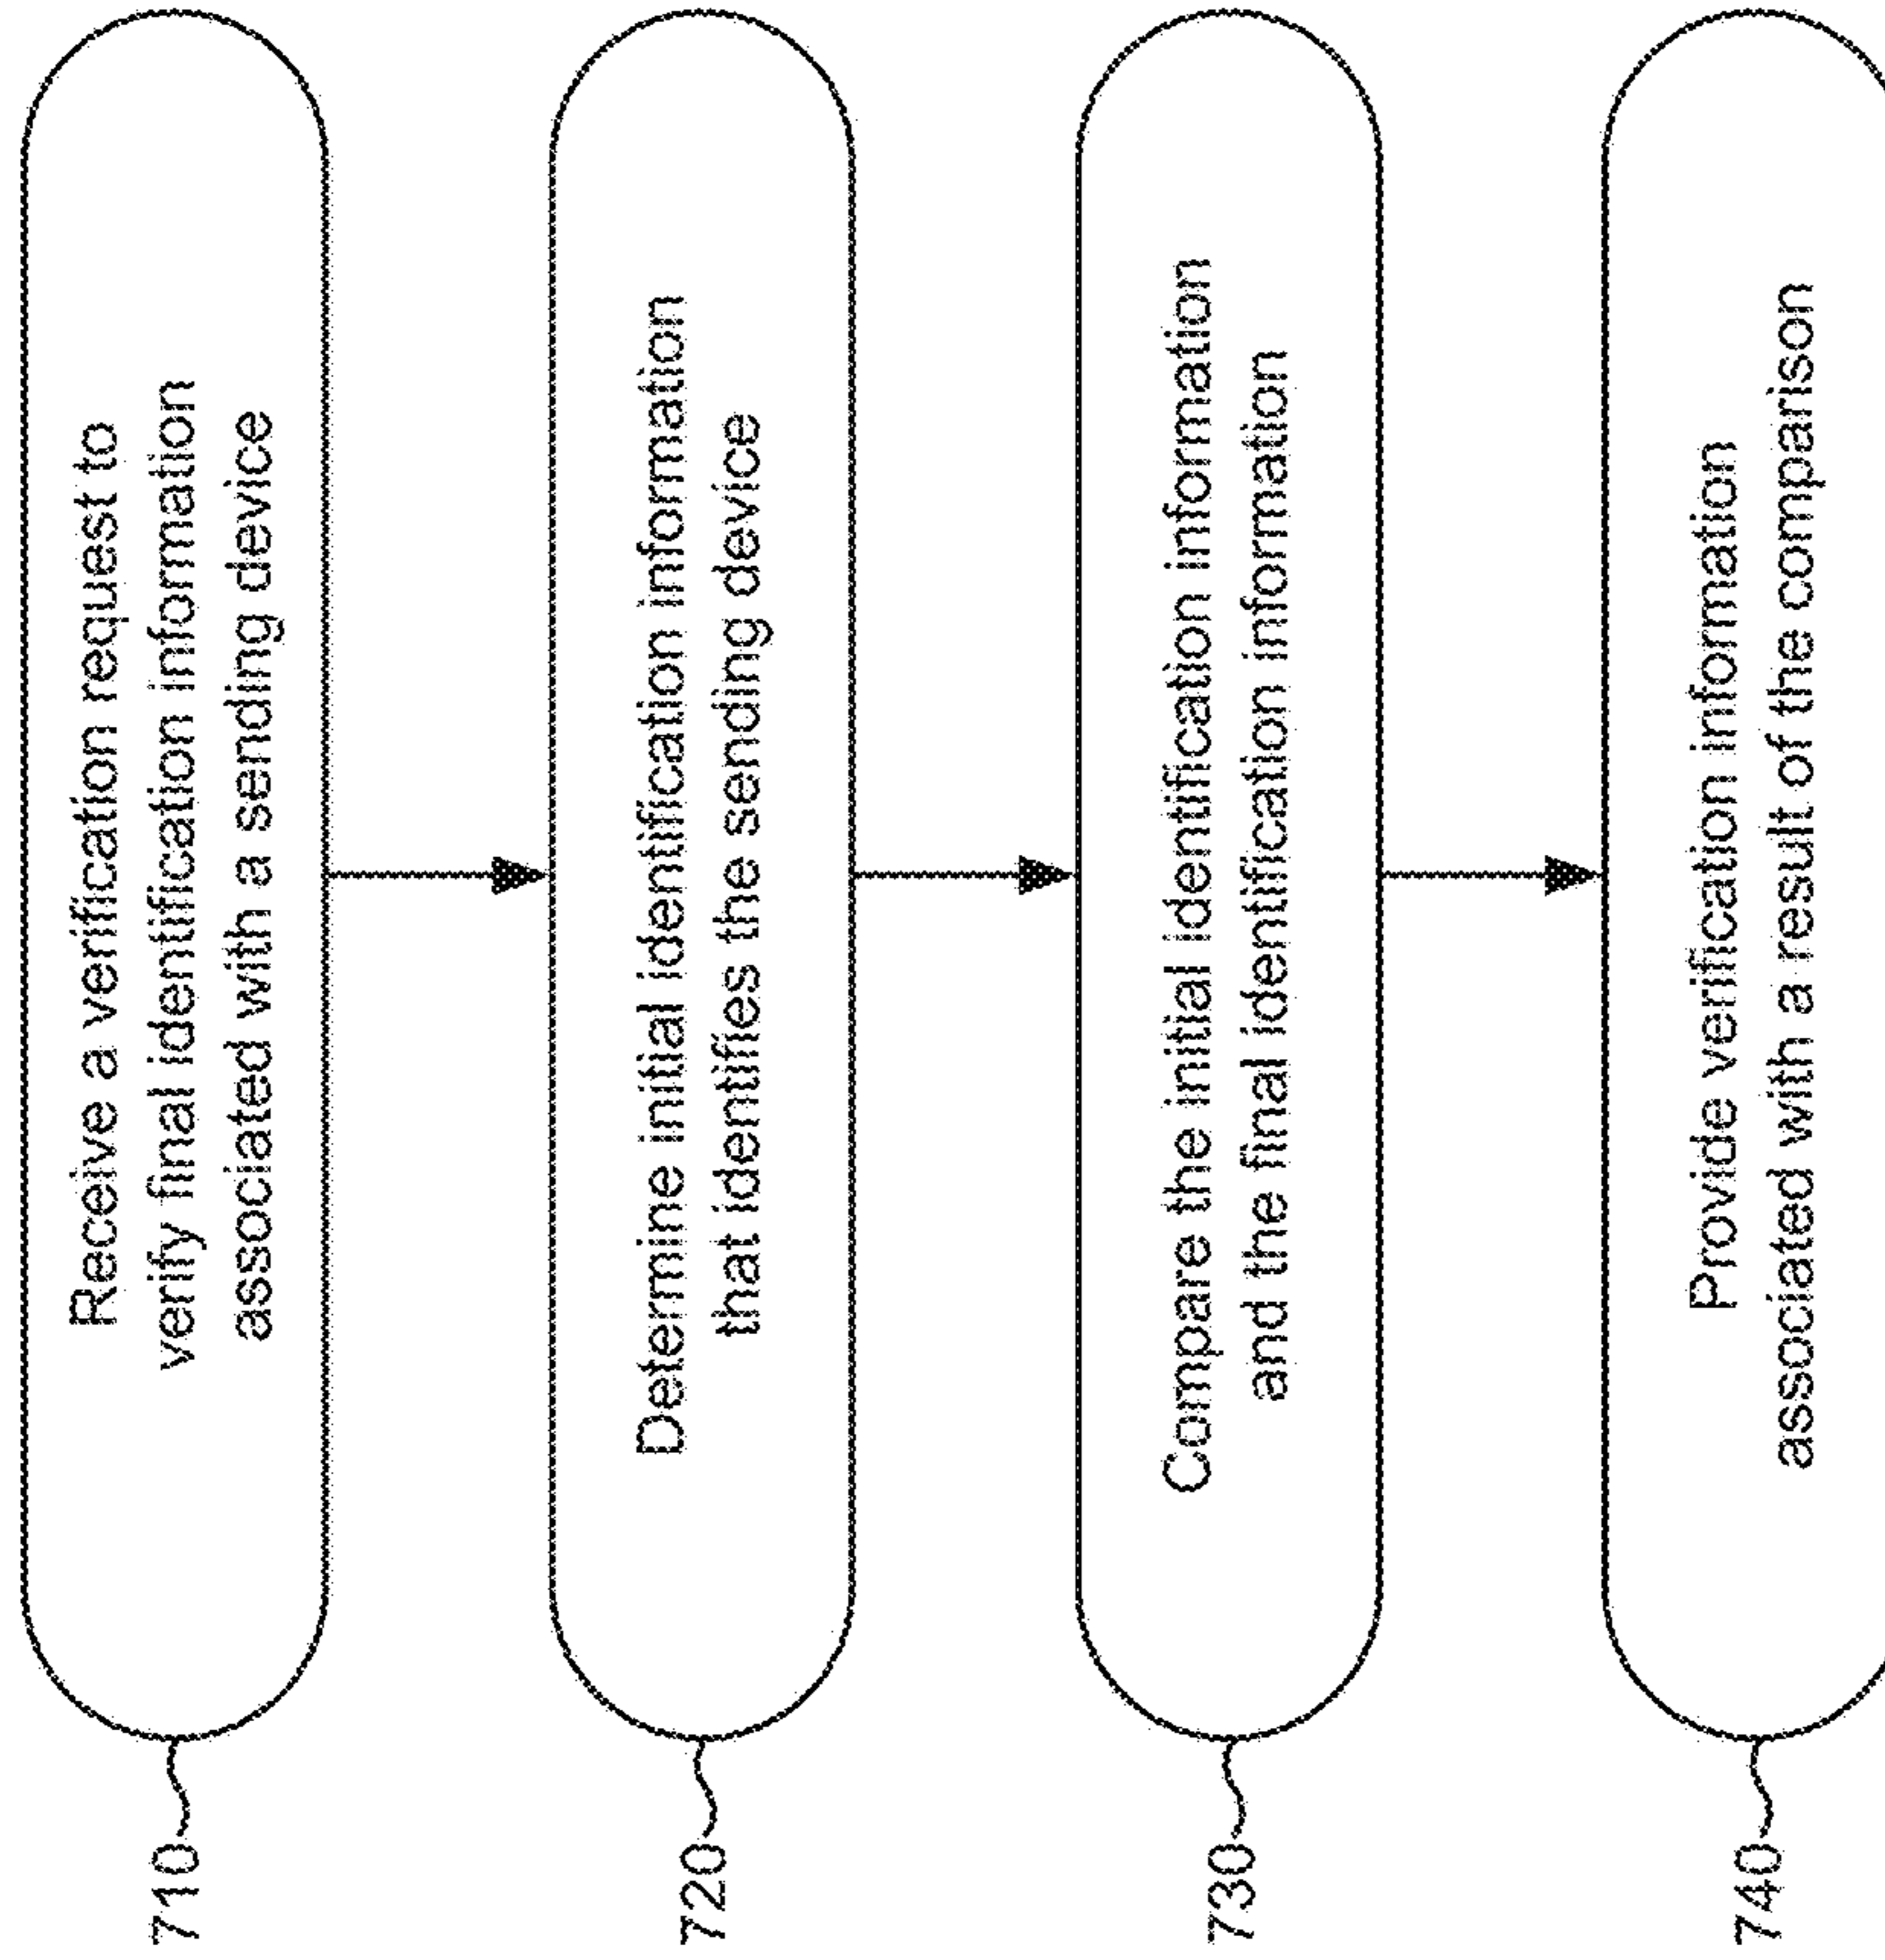 710
Receive a verification request to
verify final identification information
associated with a sending device
720
Determine initial identification information
that identifies the sending device
730
Compare the initial identification information
and the final identification information
740
Provide verification information
associated with a result of the comparison